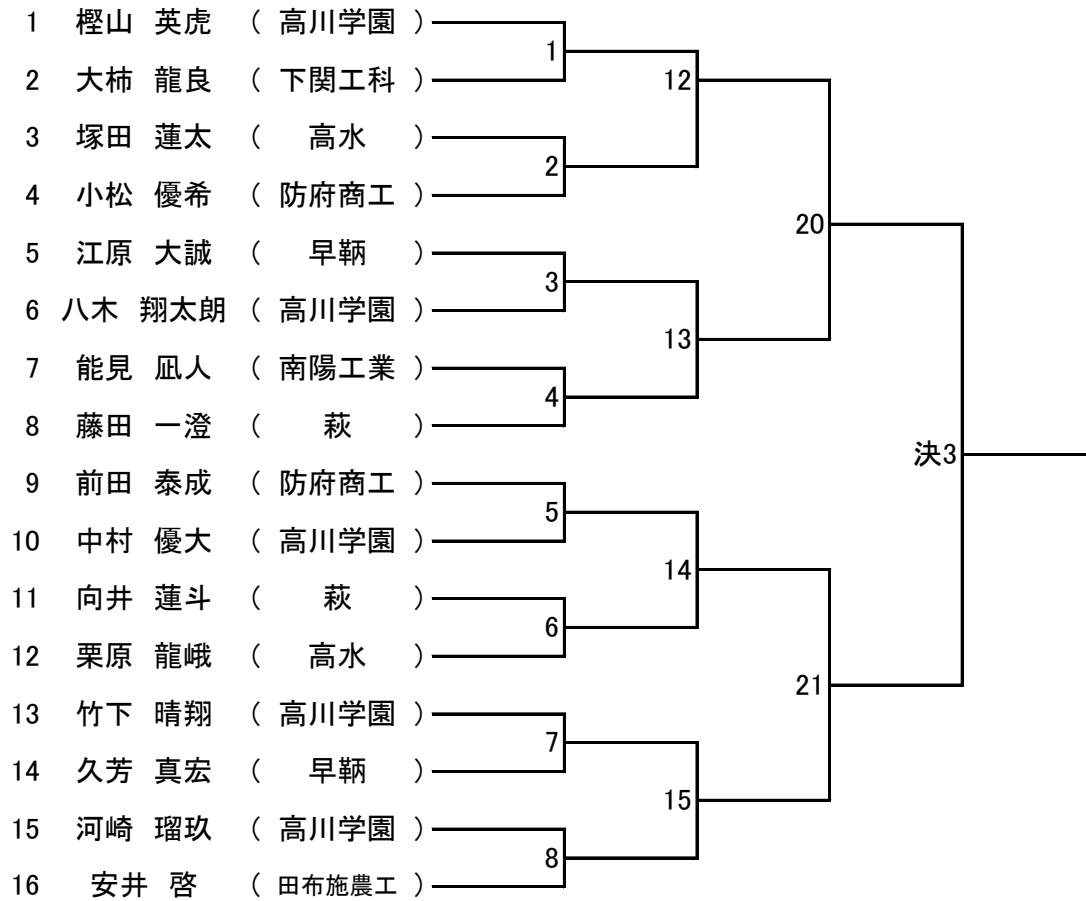 1 樫山 英虎 ( 高川学園 )
1
2 大柿 龍良 ( 下関工科 )
12
3 塚田 蓮太 ( 高水 )
2
4 小松 優希 ( 防府商工 )
20
5 江原 大誠 ( 早鞆 )
3
6 八木 翔太朗 ( 高川学園 )
13
7 能見 凪人 ( 南陽工業 )
4
8 藤田 一澄 ( 萩 )
決3
9 前田 泰成 ( 防府商工 )
5
10 中村 優大 ( 高川学園 )
14
11 向井 蓮斗 ( 萩 )
6
12 栗原 龍峨 ( 高水 )
21
13 竹下 晴翔 ( 高川学園 )
7
14 久芳 真宏 ( 早鞆 )
15
15 河崎 瑠玖 ( 高川学園 )
8
16 安井 啓 ( 田布施農工 )